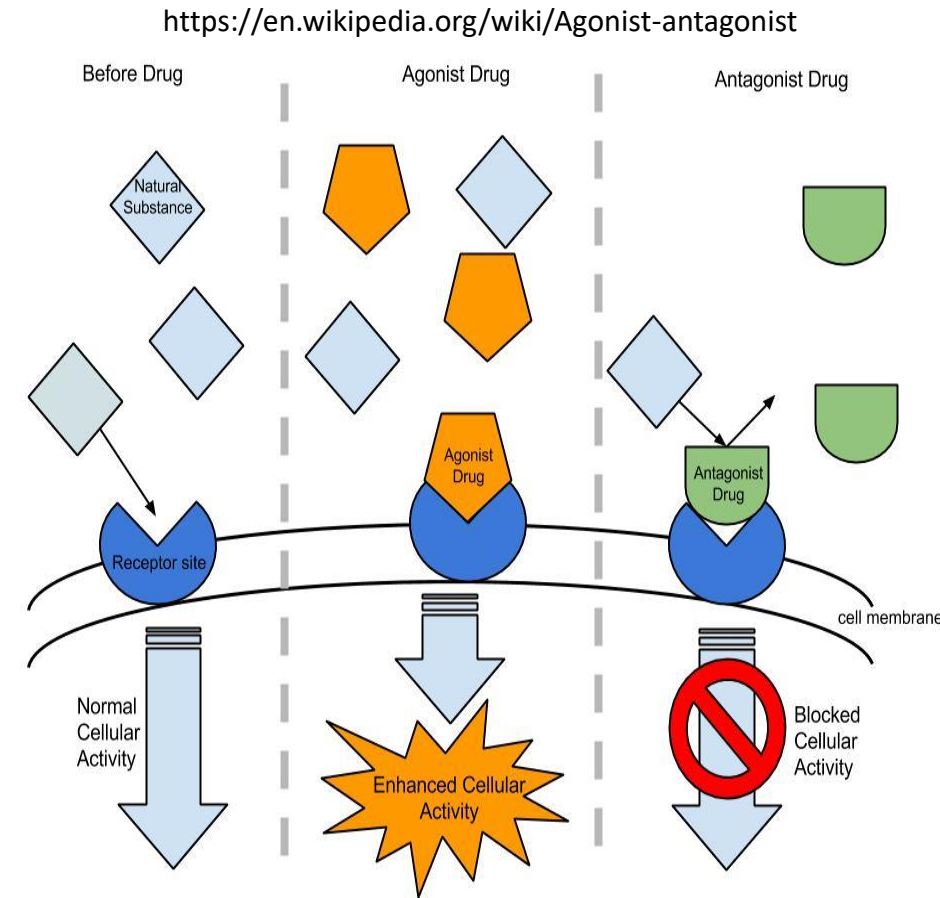 https://en.wikipedia.org/wiki/Agonist-antagonist
Before Drug
Agonist Drug
Antagonist Drug
Natural
Substance
Agonist
Drug
Antagonist
Drug
Receptor site
cell membrane
Normal
Cellular
Activity
Enhanced Cellular
Activity
Blocked
Cellular
Activity